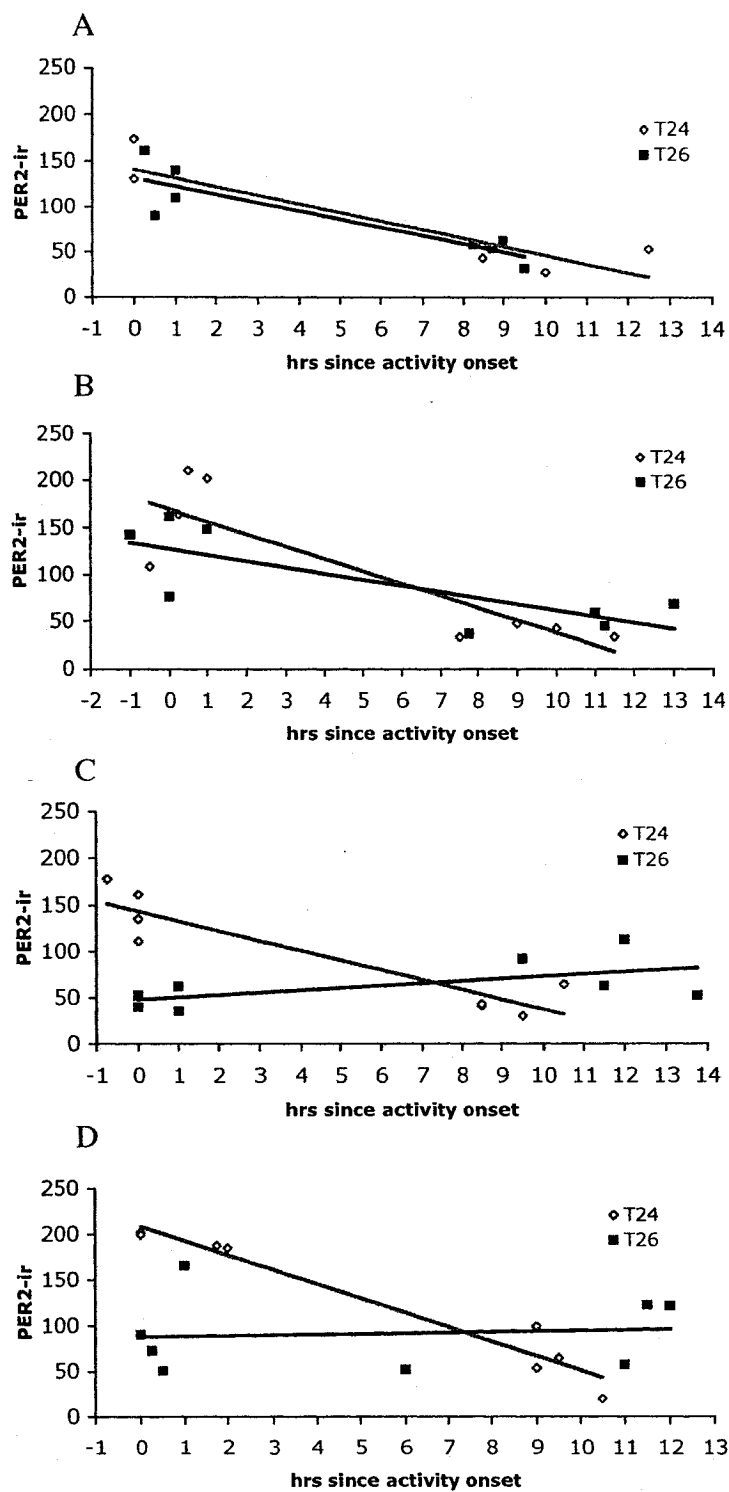 A
250
200
150
100
50
0
PER2-ir
T24
T26
-1 0 1 2 3 4 5 6 7 8 9 10 11 12 13 14
hrs since activity onset
B
250
200
150
100
50
0
PER2-ir
T24
T26
-2 -1 0 1 2 3 4 5 6 7 8 9 10 11 12 13 14
hrs since activity onset
C
250
200
150
100
50
0
PER2-ir
T24
T26
-1 0 1 2 3 4 5 6 7 8 9 10 11 12 13 14
hrs since activity onset
D
250
200
150
100
50
0
PER2-ir
T24
T26
-1 0 1 2 3 4 5 6 7 8 9 10 11 12 13
hrs since activity onset